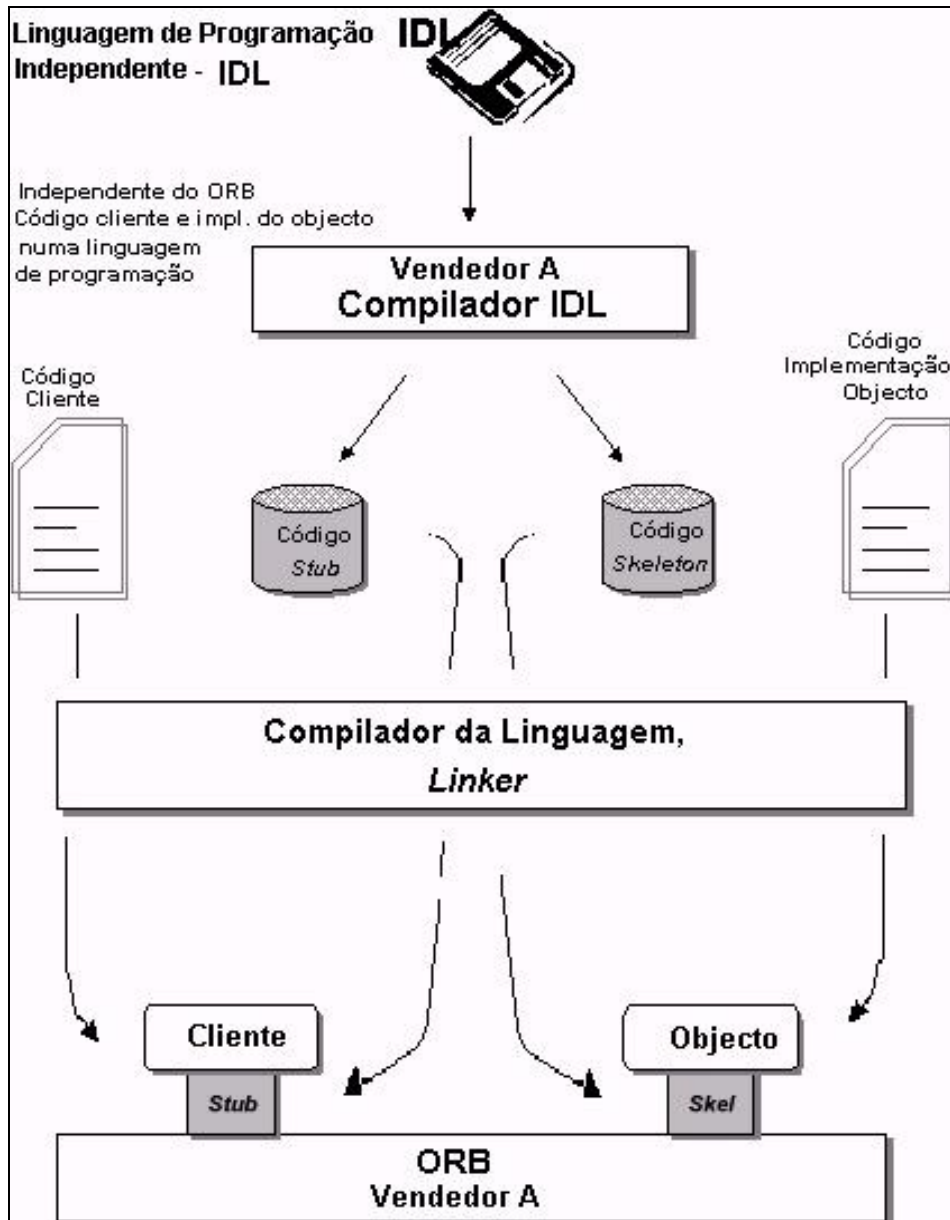 Linguagem de Programação IDL
Independente - IDL
Independente do ORB
Código cliente e impl. do objecto
numa linguagem
de programação
Vendedor A
Compilador IDL
Código
Cliente
Código
Implementação
Objecto
Código
Stub
Código
Skeleton
Compilador da Linguagem,
Linker
Cliente
Objecto
Stub
Skel
ORB
Vendedor A